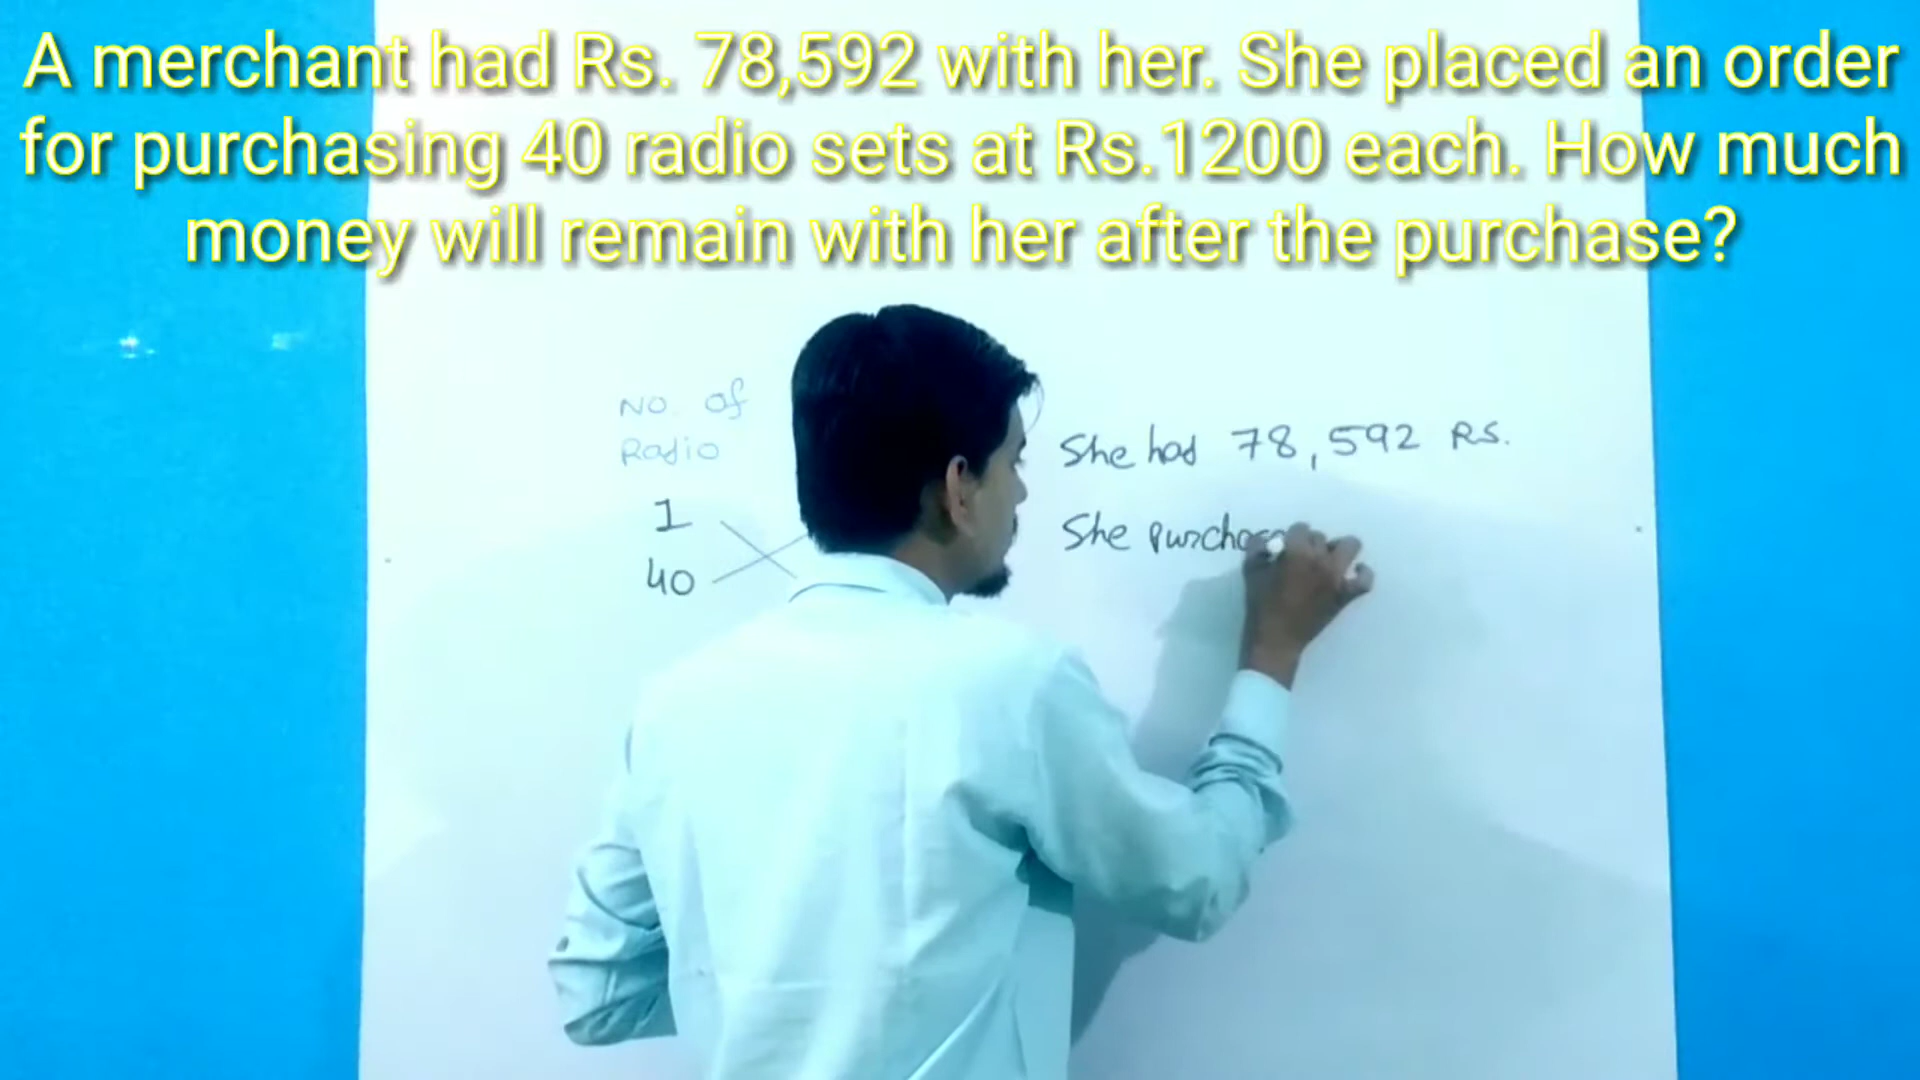 A merchant had Rs. 78,592 with her. She placed an order
for purchasing 40 radio sets at Rs.1200 each. How much
money will remain with her after the purchase?
NO. of
Radio
1
40
She has 78,592 RS.
She